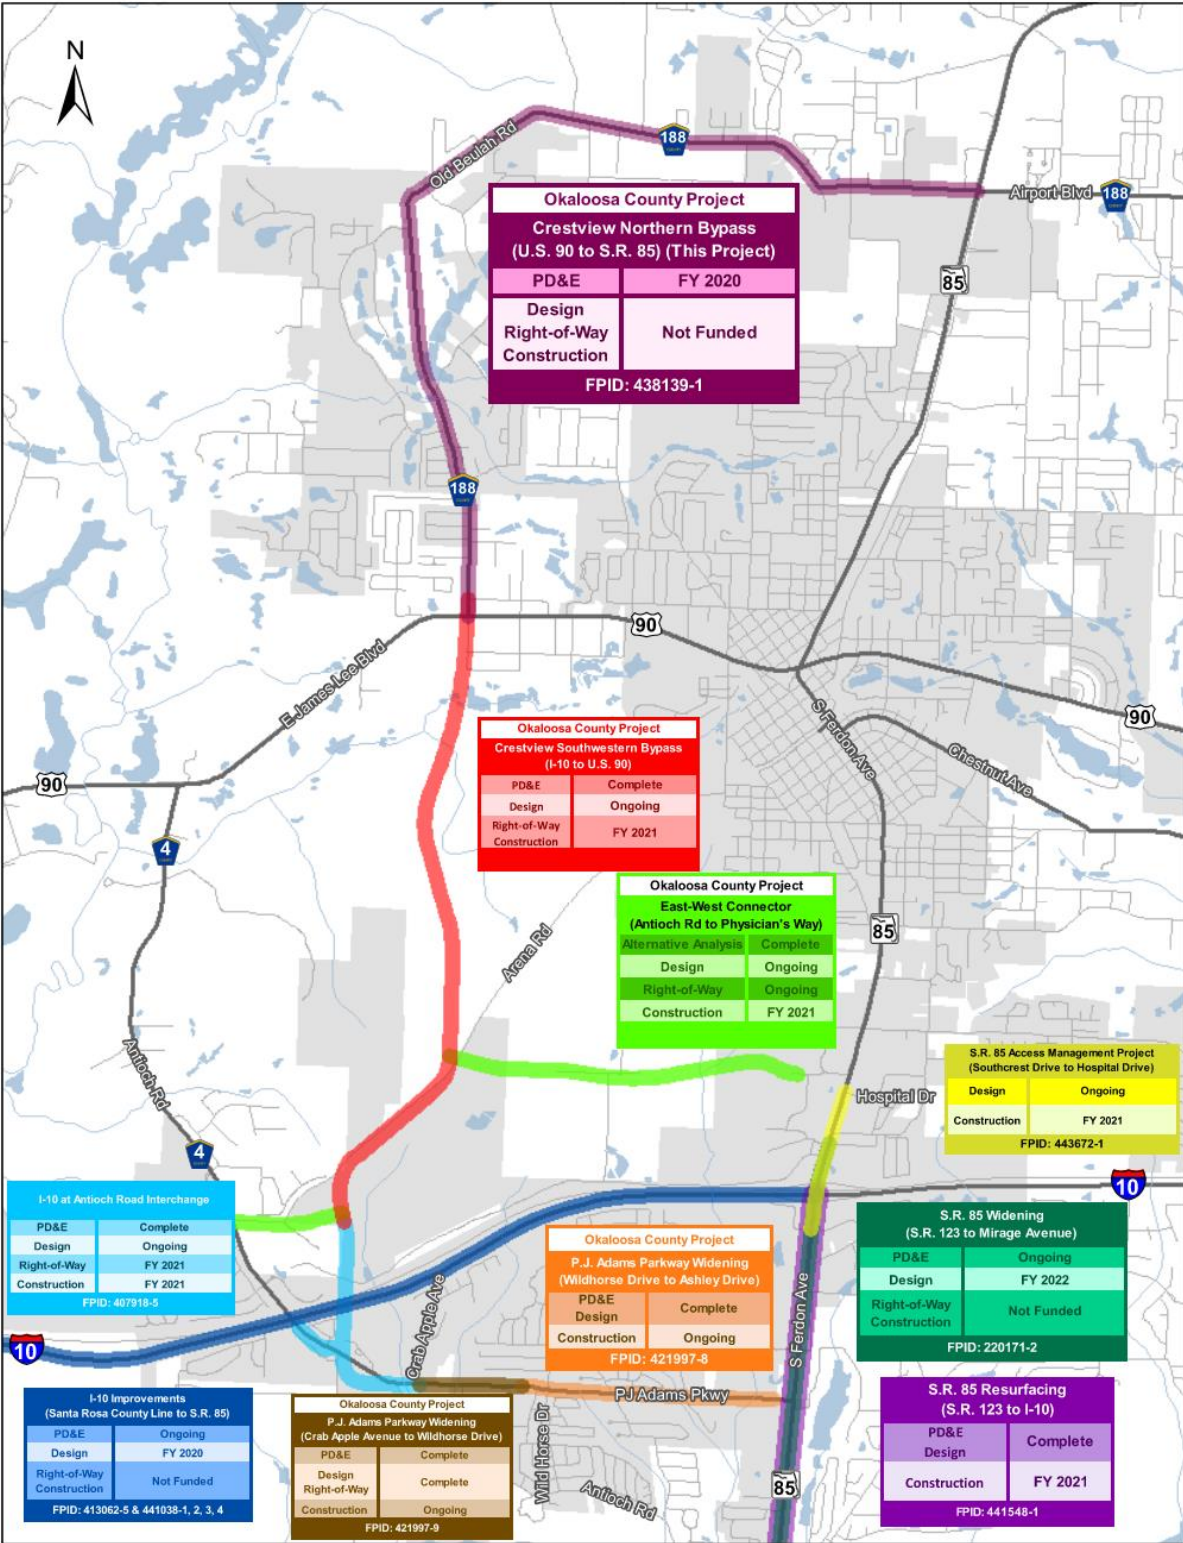 N
Old Beulah Rd
188
COUNTY
Airport Blvd
188
COUNTY
Okaloosa County Project
Crestview Northern Bypass
(U.S. 90 to S.R. 85) (This Project)
PD&E FY 2020
Design
Right-of-Way
Construction
Not Funded
FPID: 438139-1
85
188
COUNTY
90
E James Lee Blvd
90
90
S Ferdon Ave
Chestnut Ave
4
COUNTY
Okaloosa County Project
Crestview Southwestern Bypass
(I-10 to U.S. 90)
PD&E Complete
Design Ongoing
Right-of-Way
Construction
FY 2021
Okaloosa County Project
East-West Connector
(Antioch Rd to Physician's Way)
Alternative Analysis Complete
Design Ongoing
Right-of-Way Ongoing
Construction FY 2021
85
Arena Rd
Antioch Rd
4
COUNTY
Hospital Dr
S.R. 85 Access Management Project
(Southcrest Drive to Hospital Drive)
Design Ongoing
Construction FY 2021
FPID: 443672-1
10
I-10 at Antioch Road Interchange
PD&E Complete
Design Ongoing
Right-of-Way FY 2021
Construction FY 2021
FPID: 407918-5
10
Crab Apple Ave
Okaloosa County Project
P.J. Adams Parkway Widening
(Wildhorse Drive to Ashley Drive)
PD&E
Design
Complete
Construction Ongoing
FPID: 421997-8
S Ferdon Ave
S.R. 85 Widening
(S.R. 123 to Mirage Avenue)
PD&E Ongoing
Design FY 2022
Right-of-Way
Construction
Not Funded
FPID: 220171-2
I-10 Improvements
(Santa Rosa County Line to S.R. 85)
PD&E Ongoing
Design FY 2020
Right-of-Way
Construction
Not Funded
FPID: 413062-5 & 441038-1, 2, 3, 4
Okaloosa County Project
P.J. Adams Parkway Widening
(Crab Apple Avenue to Wildhorse Drive)
PD&E Complete
Design
Right-of-Way
Complete
Construction Ongoing
FPID: 421997-9
PJ Adams Pkwy
Wild Horse Dr
Antioch Rd
85
S.R. 85 Resurfacing
(S.R. 123 to I-10)
PD&E
Design
Complete
Construction FY 2021
FPID: 441548-1